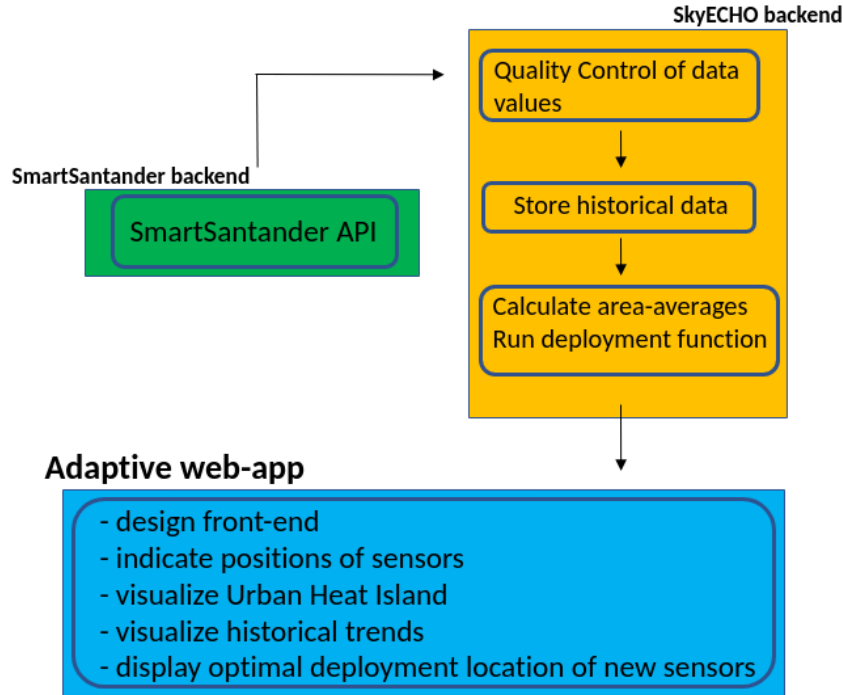 SkyECHO backend
Quality Control of data
values
SmartSantander backend
SmartSantander API
Store historical data
Calculate area-averages
Run deployment function
Adaptive web-app
- design front-end
- indicate positions of sensors
- visualize Urban Heat Island
- visualize historical trends
- display optimal deployment location of new sensors